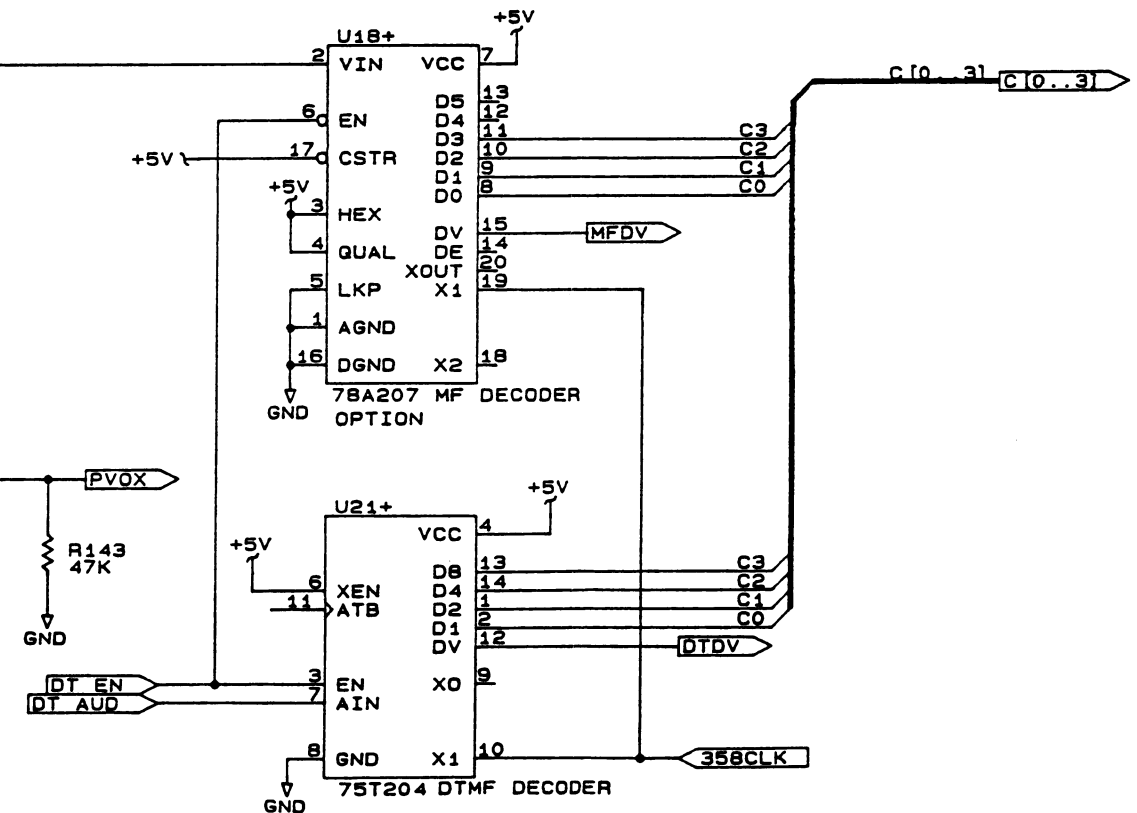 +5V
U18+
2 VIN VCC 7
D5 13
6 EN D4 12
D3 11 C3
+5V 17 CSTR D2 10 C2
D1 9 C1
+5V D0 8 C0
C[0..3] C[0..3]
3 HEX
DV 15 MFDV
4 QUAL DE 14
XOUT 20
5 LKP X1 19
1 AGND
16 DGND X2 18
GND
78A207 MF DECODER
OPTION
PVOX
R143
47K
GND
+5V
U21+
VCC 4
+5V
D8 13 C3
6 XEN D4 14 C2
11 ATB D2 1 C1
D1 2 C0
DV 12 DTDV
DT EN 3 EN XO 9
DT AUD 7 AIN
8 GND X1 10 358CLK
GND
75T204 DTMF DECODER